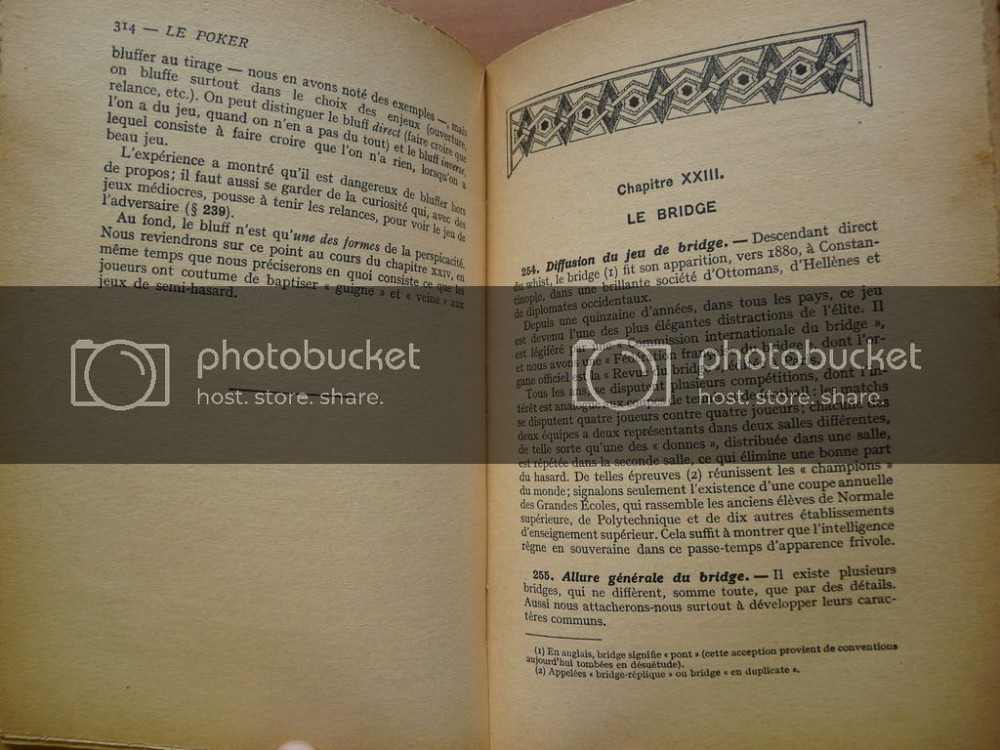 314 — LE POKER
bluffer au tirage — nous en avons noté des exemples —, mais
on bluffe surtout dans le choix des enjeux (ouverture,
relance, etc.). On peut distinguer le bluff direct (faire croire que
l'on a du jeu, quand on n'en a pas du tout) et le bluff inverse,
lequel consiste à faire croire que l'on n'a rien, lorsqu'on a
beau jeu.
L'expérience a montré qu'il est dangereux de bluffer hors
de propos; il faut aussi se garder de la curiosité qui, avec des
jeux médiocres, pousse à tenir les relances, pour voir le jeu de
l'adversaire (§ 239).
Au fond, le bluff n'est qu'une des formes de la perspicacité.
Nous reviendrons sur ce point au cours du chapitre XXIV, en
même temps que nous préciserons en quoi consiste ce que les
joueurs ont coutume de baptiser « guigne » et « veine » aux
jeux de semi-hasard.
photobucket
host. store. share.
Chapitre XXIII.
LE BRIDGE
254. Diffusion du jeu de bridge. — Descendant direct
du whist, le bridge (1) fit son apparition, vers 1880, à Constan-
tinople, dans une brillante société d'Ottomans, d'Hellènes et
de diplomates occidentaux.
Depuis une quinzaine d'années, dans tous les pays, ce jeu
est devenu l'une des plus élégantes distractions de l'élite. Il
est légiféré par une « Commission internationale du bridge »,
et nous avons une « Fédération française du bridge », dont l'or-
gane officiel est la « Revue du bridge », éditée à Paris.
Tous les ans, se disputent plusieurs compétitions, dont l'in-
térêt est analogue aux coupes de tennis ou de football : les matchs
se disputent quatre joueurs contre quatre joueurs; chacune des
deux équipes a deux représentants dans deux salles différentes,
de telle sorte qu'une des « donnes », distribuée dans une salle,
est répétée dans la seconde salle, ce qui élimine une bonne part
du hasard. De telles épreuves (2) réunissent les « champions »
du monde; signalons seulement l'existence d'une coupe annuelle
des Grandes Écoles, qui rassemble les anciens élèves de Normale
supérieure, de Polytechnique et de dix autres établissements
d'enseignement supérieur. Cela suffit à montrer que l'intelligence
règne en souveraine dans ce passe-temps d'apparence frivole.
255. Allure générale du bridge. — Il existe plusieurs
bridges, qui ne diffèrent, somme toute, que par des détails.
Aussi nous attacherons-nous surtout à développer leurs carac-
tères communs.
(1) En anglais, bridge signifie « pont » (cette acception provient de conventions
aujourd'hui tombées en désuétude).
(2) Appelées « bridge-réplique » ou bridge « en duplicate ».
photobucket
host. store. share.